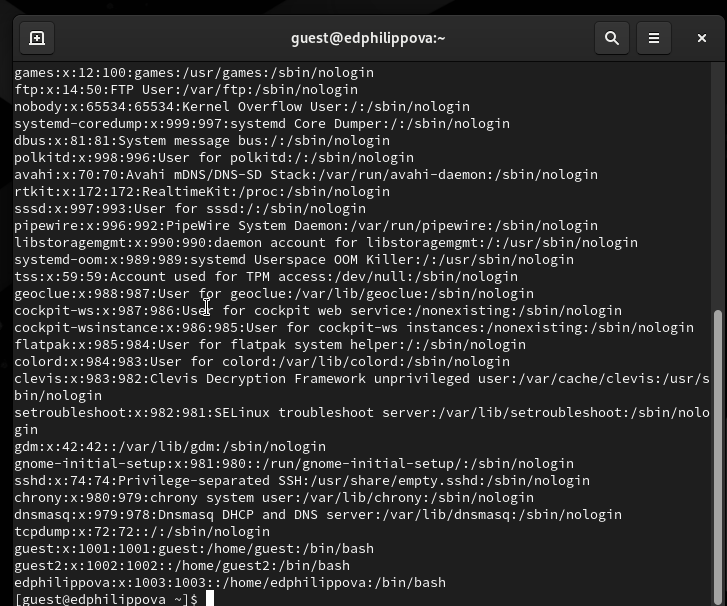 guest@edphilippova:~
games:x:12:100:games:/usr/games:/sbin/nologin
ftp:x:14:50:FTP User:/var/ftp:/sbin/nologin
nobody:x:65534:65534:Kernel Overflow User:/:/sbin/nologin
systemd-coredump:x:999:997:systemd Core Dumper:/:/sbin/nologin
dbus:x:81:81:System message bus:/:/sbin/nologin
polkitd:x:998:996:User for polkitd:/:/sbin/nologin
avahi:x:70:70:Avahi mDNS/DNS-SD Stack:/var/run/avahi-daemon:/sbin/nologin
rtkit:x:172:172:RealtimeKit:/proc:/sbin/nologin
sssd:x:997:993:User for sssd:/:/sbin/nologin
pipewire:x:996:992:PipeWire System Daemon:/var/run/pipewire:/sbin/nologin
libstoragemgmt:x:990:990:daemon account for libstoragemgmt:/:/usr/sbin/nologin
systemd-oom:x:989:989:systemd Userspace OOM Killer:/:/usr/sbin/nologin
tss:x:59:59:Account used for TPM access:/dev/null:/sbin/nologin
geoclue:x:988:987:User for geoclue:/var/lib/geoclue:/sbin/nologin
cockpit-ws:x:987:986:User for cockpit web service:/nonexisting:/sbin/nologin
cockpit-wsinstance:x:986:985:User for cockpit-ws instances:/nonexisting:/sbin/nologin
flatpak:x:985:984:User for flatpak system helper:/:/sbin/nologin
colord:x:984:983:User for colord:/var/lib/colord:/sbin/nologin
clevis:x:983:982:Clevis Decryption Framework unprivileged user:/var/cache/clevis:/usr/s
bin/nologin
setroubleshoot:x:982:981:SELinux troubleshoot server:/var/lib/setroubleshoot:/sbin/nolo
gin
gdm:x:42:42::/var/lib/gdm:/sbin/nologin
gnome-initial-setup:x:981:980::/run/gnome-initial-setup/:/sbin/nologin
sshd:x:74:74:Privilege-separated SSH:/usr/share/empty.sshd:/sbin/nologin
chrony:x:980:979:chrony system user:/var/lib/chrony:/sbin/nologin
dnsmasq:x:979:978:Dnsmasq DHCP and DNS server:/var/lib/dnsmasq:/sbin/nologin
tcpdump:x:72:72::/:/sbin/nologin
guest:x:1001:1001:guest:/home/guest:/bin/bash
guest2:x:1002:1002::/home/guest2:/bin/bash
edphilippova:x:1003:1003::/home/edphilippova:/bin/bash
[guest@edphilippova ~]$